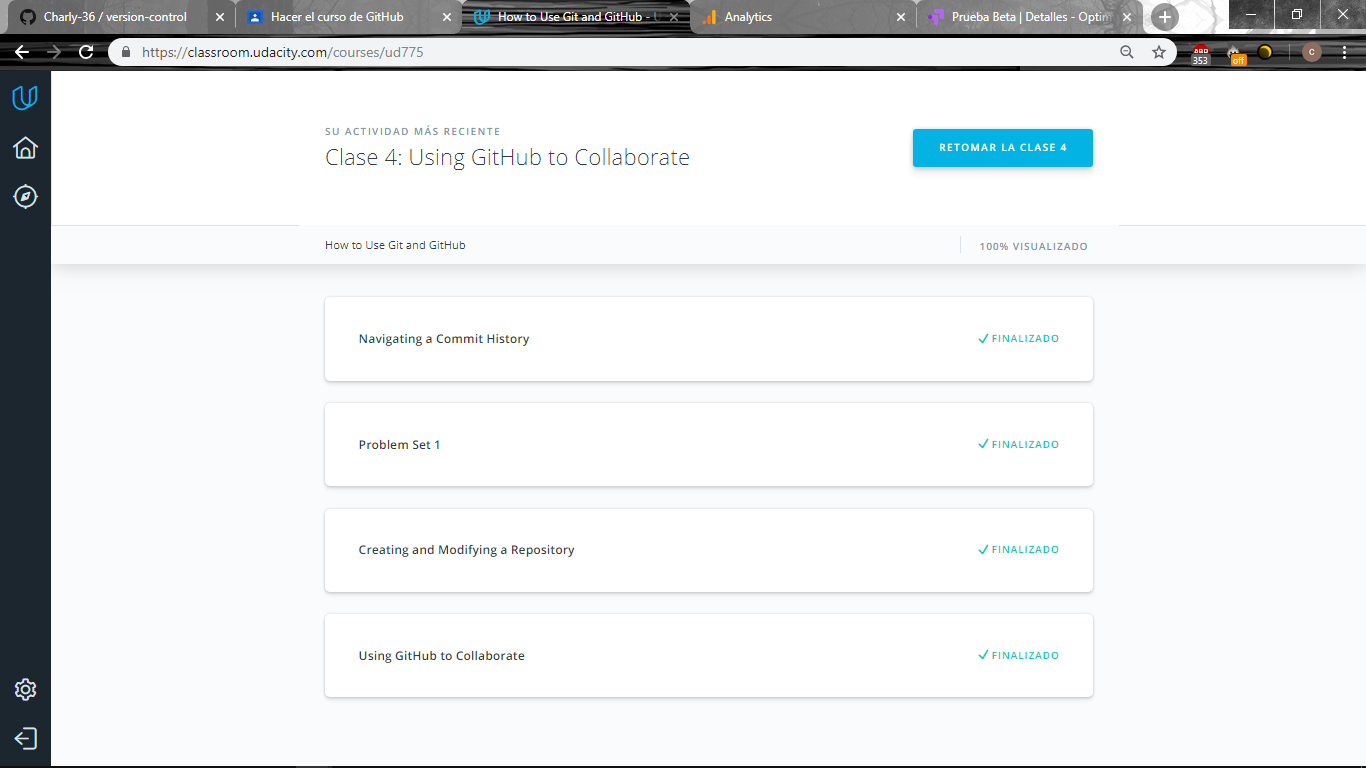 Charly-36 / version-control
Hacer el curso de GitHub
How to Use Git and GitHub - U
Analytics
Prueba Beta | Detalles - Optim
https://classroom.udacity.com/courses/ud775
ABP
353
off
C
SU ACTIVIDAD MÁS RECIENTE
Clase 4: Using GitHub to Collaborate
RETOMAR LA CLASE 4
How to Use Git and GitHub
100% VISUALIZADO
Navigating a Commit History
FINALIZADO
Problem Set 1
FINALIZADO
Creating and Modifying a Repository
FINALIZADO
Using GitHub to Collaborate
FINALIZADO